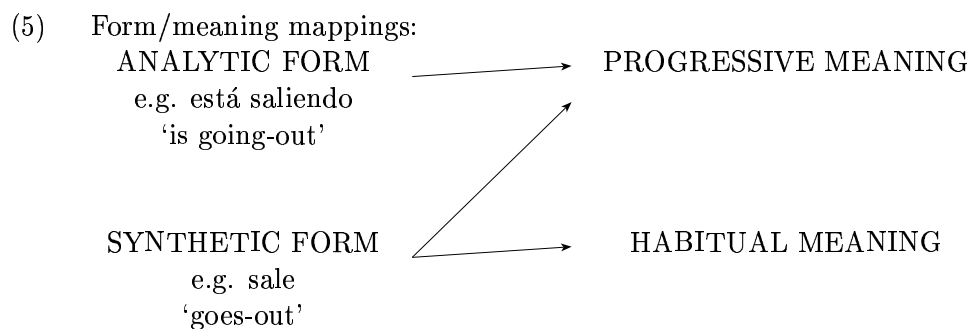 (5) Form/meaning mappings:
ANALYTIC FORM PROGRESSIVE MEANING
e.g. está saliendo
‘is going-out’
SYNTHETIC FORM HABITUAL MEANING
e.g. sale
‘goes-out’